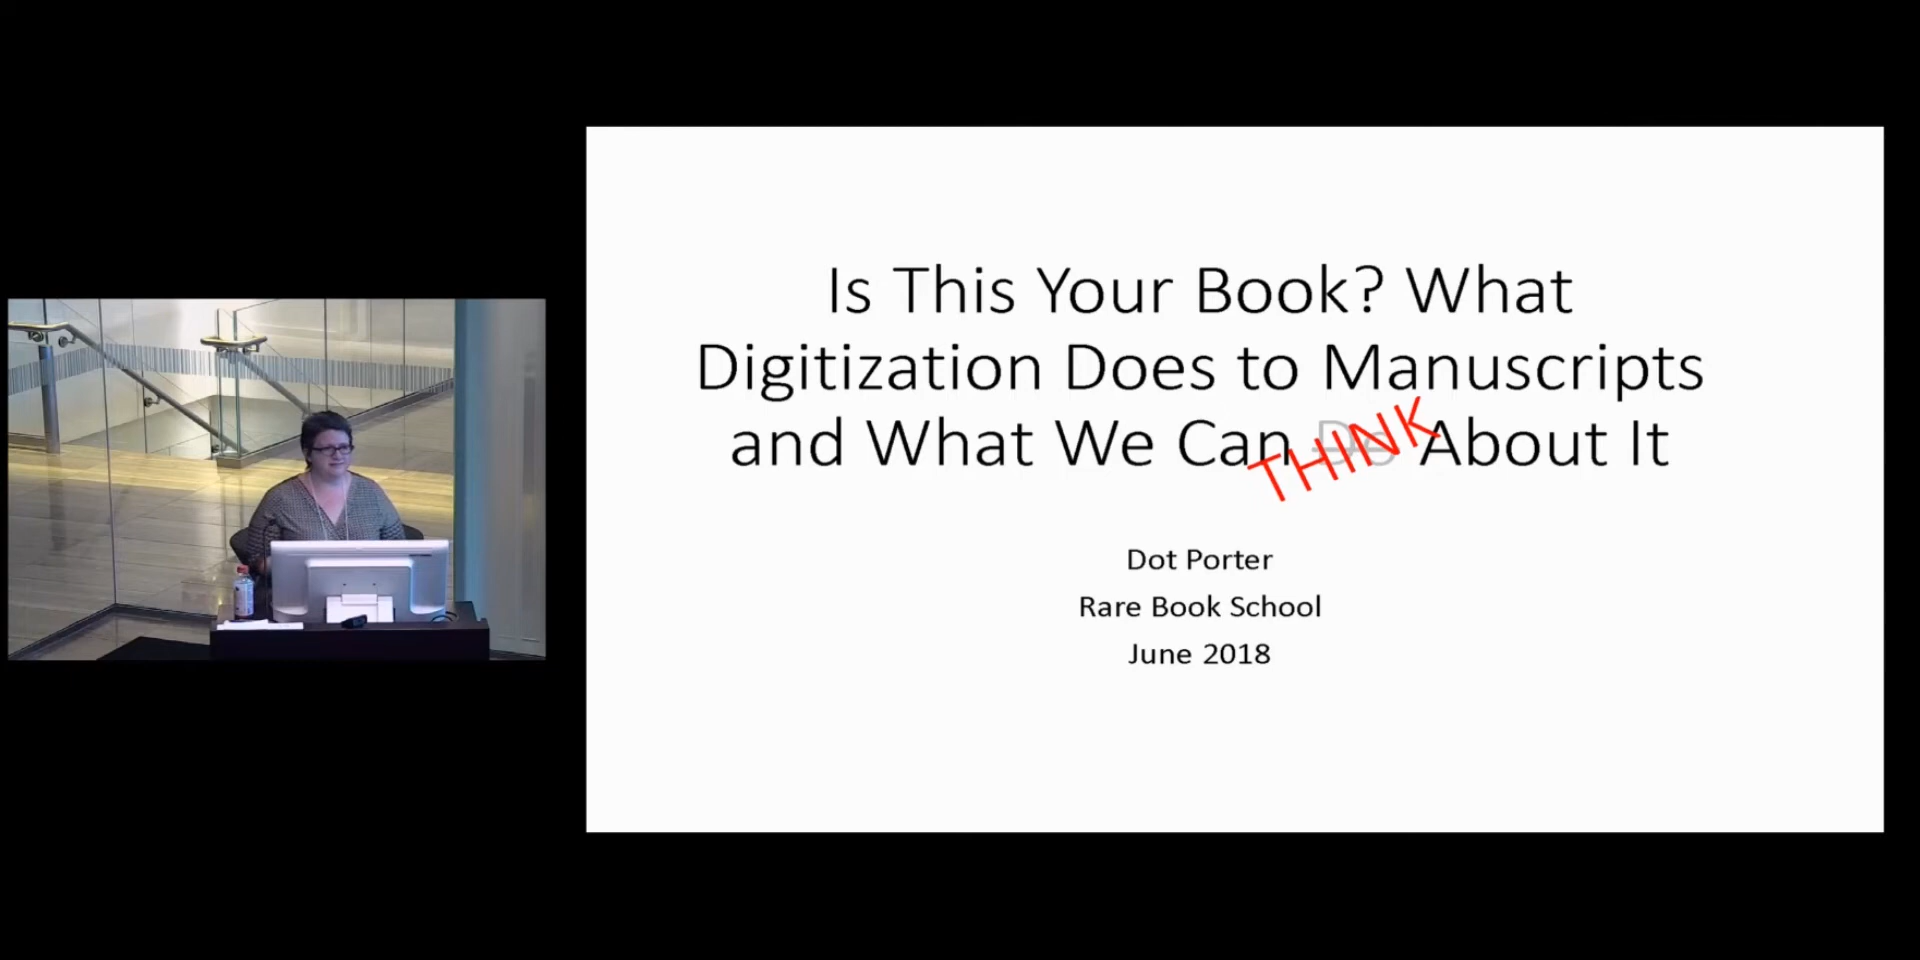 Is This Your Book? What
Digitization Does to Manuscripts
and What We Can Do THINK About It
Dot Porter
Rare Book School
June 2018